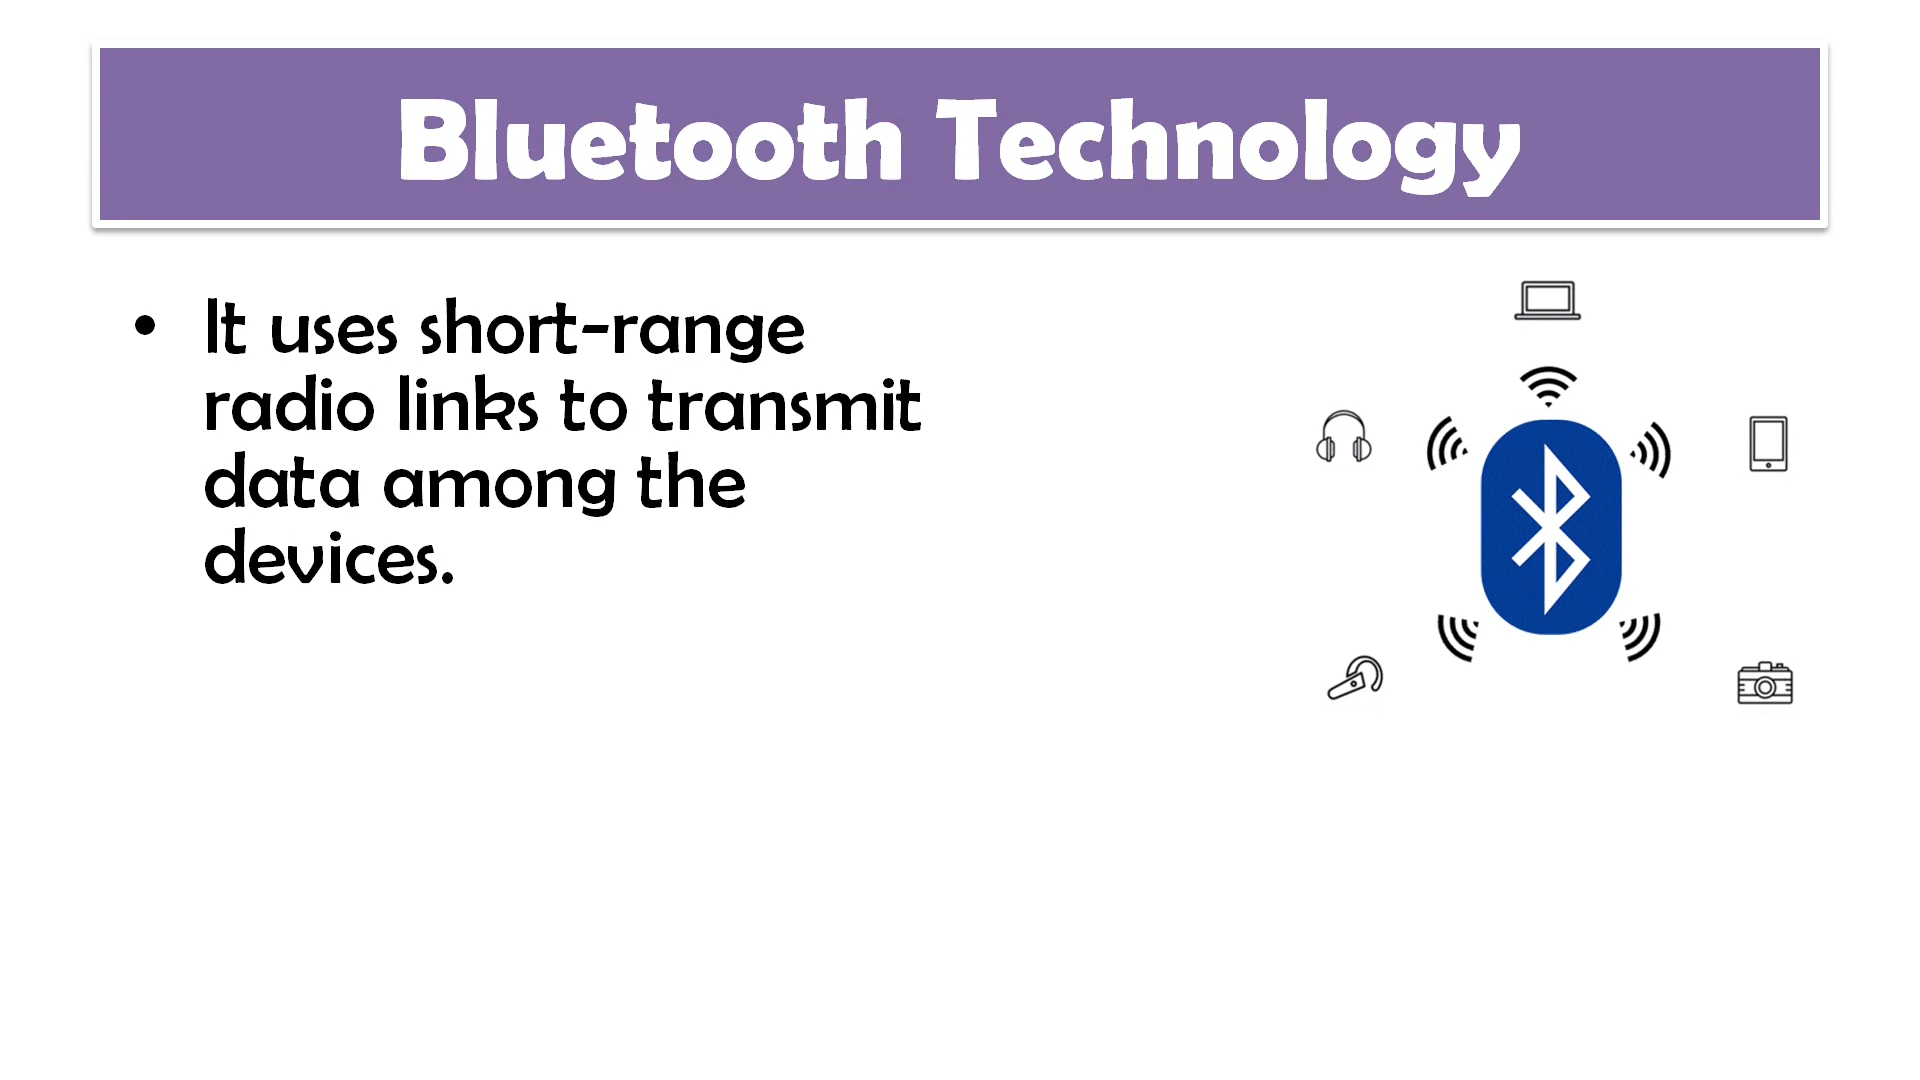 Bluetooth Technology
• It uses short-range
radio links to transmit
data among the
devices.